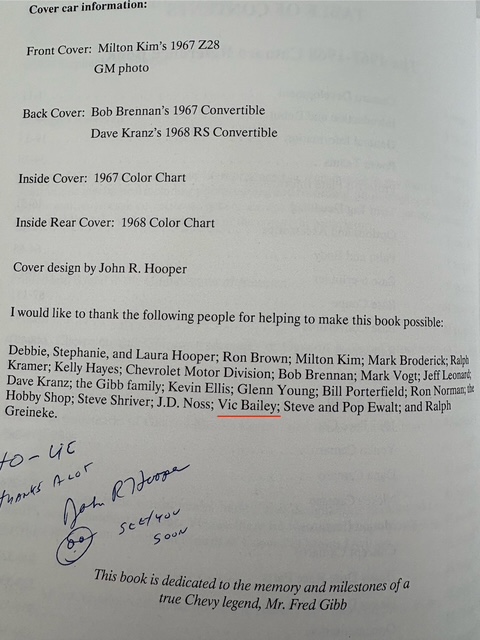 Cover car information:
Front Cover: Milton Kim's 1967 Z28
GM photo
Back Cover: Bob Brennan's 1967 Convertible
Dave Kranz's 1968 RS Convertible
Inside Cover: 1967 Color Chart
Inside Rear Cover: 1968 Color Chart
Cover design by John R. Hooper
I would like to thank the following people for helping to make this book possible:
Debbie, Stephanie, and Laura Hooper; Ron Brown; Milton Kim; Mark Broderick; Ralph
Kramer; Kelly Hayes; Chevrolet Motor Division; Bob Brennan; Mark Vogt; Jeff Leonard;
Dave Kranz; the Gibb family; Kevin Ellis; Glenn Young; Bill Porterfield; Ron Norman; the
Hobby Shop; Steve Shriver; J.D. Noss; Vic Bailey; Steve and Pop Ewalt; and Ralph
Greineke.
TO - VIC
THANKS A LOT
John R Hooper
SEE YOU
SOON
This book is dedicated to the memory and milestones of a
true Chevy legend, Mr. Fred Gibb